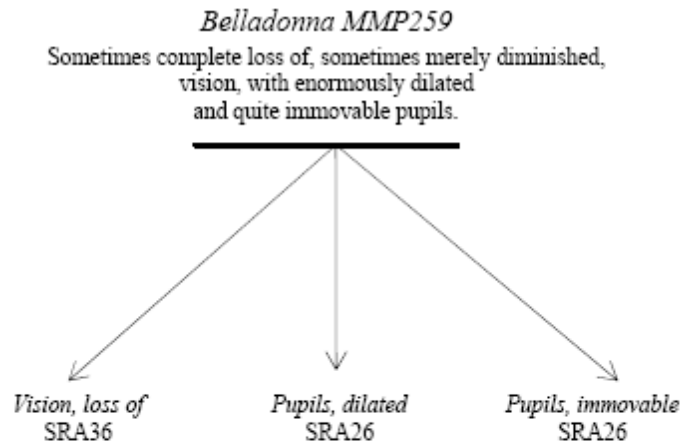 Belladonna MMP259
Sometimes complete loss of, sometimes merely diminished,
vision, with enormously dilated
and quite immovable pupils.
Vision, loss of
SRA36
Pupils, dilated
SRA26
Pupils, immovable
SRA26